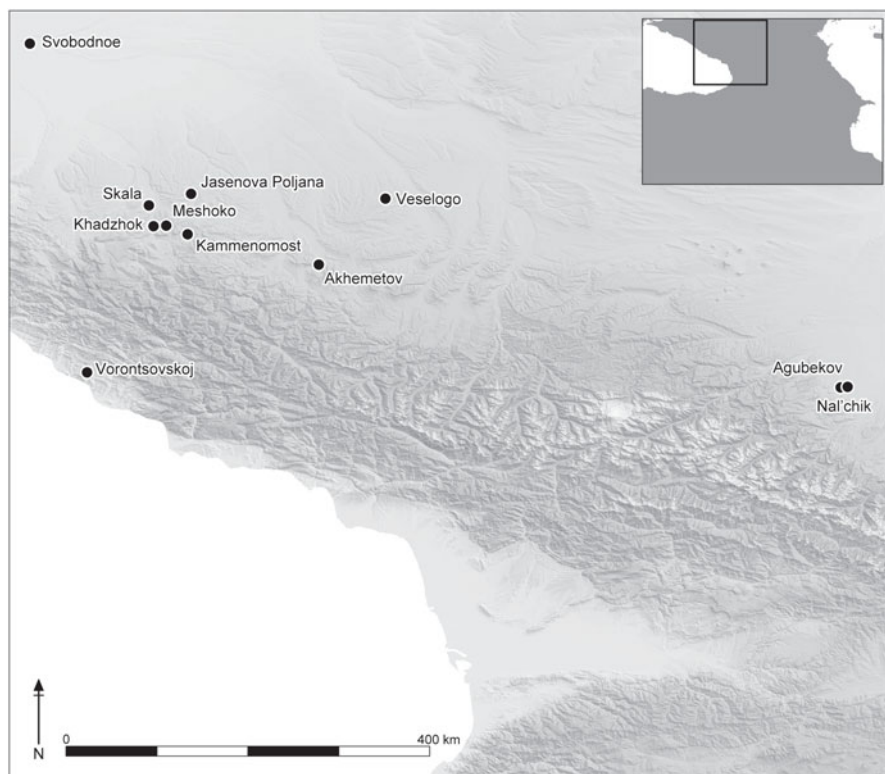 Svobodnoe
Jasenova Poljana
Skala
Veselogo
Meshoko
Khadzhok
Kammenomost
Akhemetov
Agubekov
Vorontsovskoj
Nal'chik
0
400 km
N